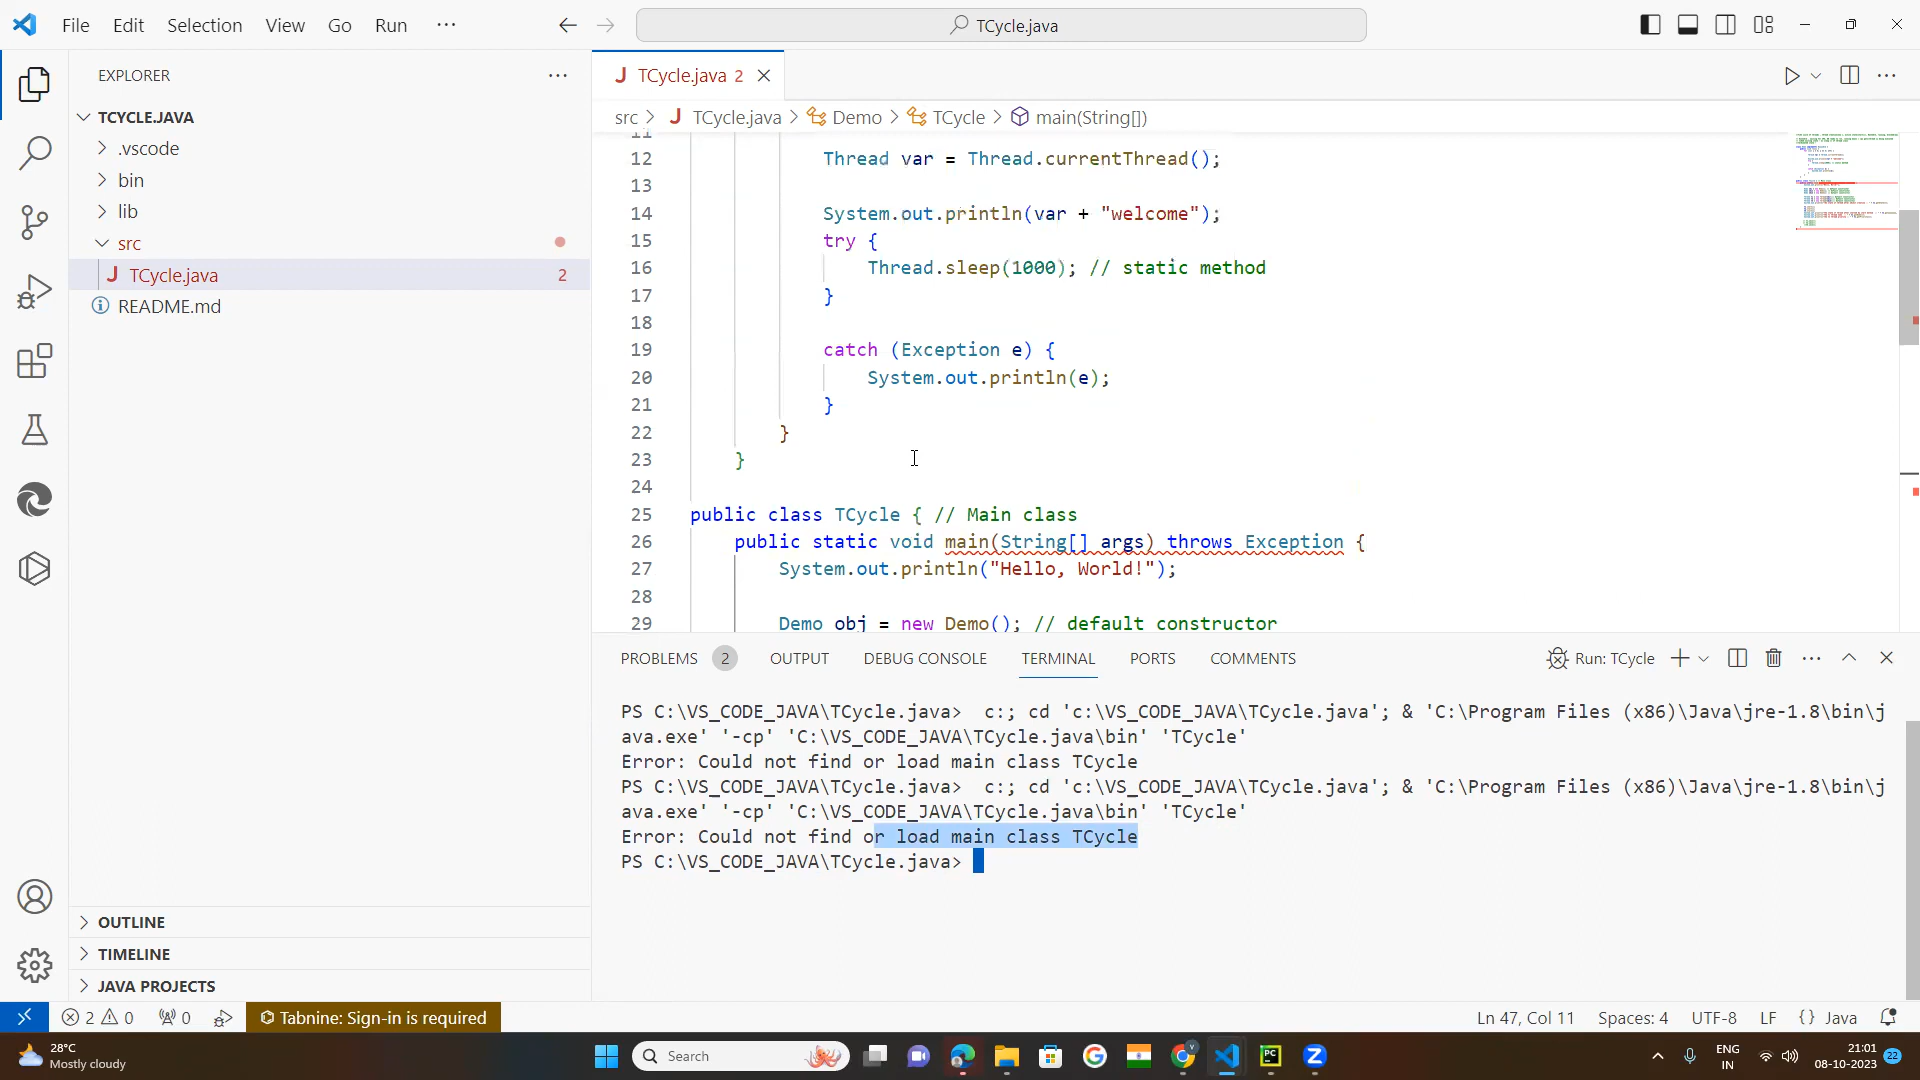 File Edit Selection View Go Run ···
TCycle.java
EXPLORER
TCYCLE.JAVA
.vscode
bin
lib
src
TCycle.java 2
README.md
OUTLINE
TIMELINE
JAVA PROJECTS
TCycle.java 2
src > TCycle.java > Demo > TCycle > main(String[])
11
12 Thread var = Thread.currentThread();
13
14 System.out.println(var + "welcome");
15 try {
16 Thread.sleep(1000); // static method
17 }
18
19 catch (Exception e) {
20 System.out.println(e);
21 }
22 }
23 }
24
25 public class TCycle { // Main class
26 public static void main(String[] args) throws Exception {
27 System.out.println("Hello, World!");
28
29 Demo obj = new Demo(); // default constructor
PROBLEMS 2 OUTPUT DEBUG CONSOLE TERMINAL PORTS COMMENTS Run: TCycle
PS C:\VS_CODE_JAVA\TCycle.java>  c:; cd 'c:\VS_CODE_JAVA\TCycle.java'; & 'C:\Program Files (x86)\Java\jre-1.8\bin\j
ava.exe' '-cp' 'C:\VS_CODE_JAVA\TCycle.java\bin' 'TCycle'
Error: Could not find or load main class TCycle
PS C:\VS_CODE_JAVA\TCycle.java>  c:; cd 'c:\VS_CODE_JAVA\TCycle.java'; & 'C:\Program Files (x86)\Java\jre-1.8\bin\j
ava.exe' '-cp' 'C:\VS_CODE_JAVA\TCycle.java\bin' 'TCycle'
Error: Could not find or load main class TCycle
PS C:\VS_CODE_JAVA\TCycle.java>
2 0 0 Tabnine: Sign-in is required Ln 47, Col 11 Spaces: 4 UTF-8 LF {} Java
28°C
Mostly cloudy
Search
ENG
IN
21:01
08-10-2023
22